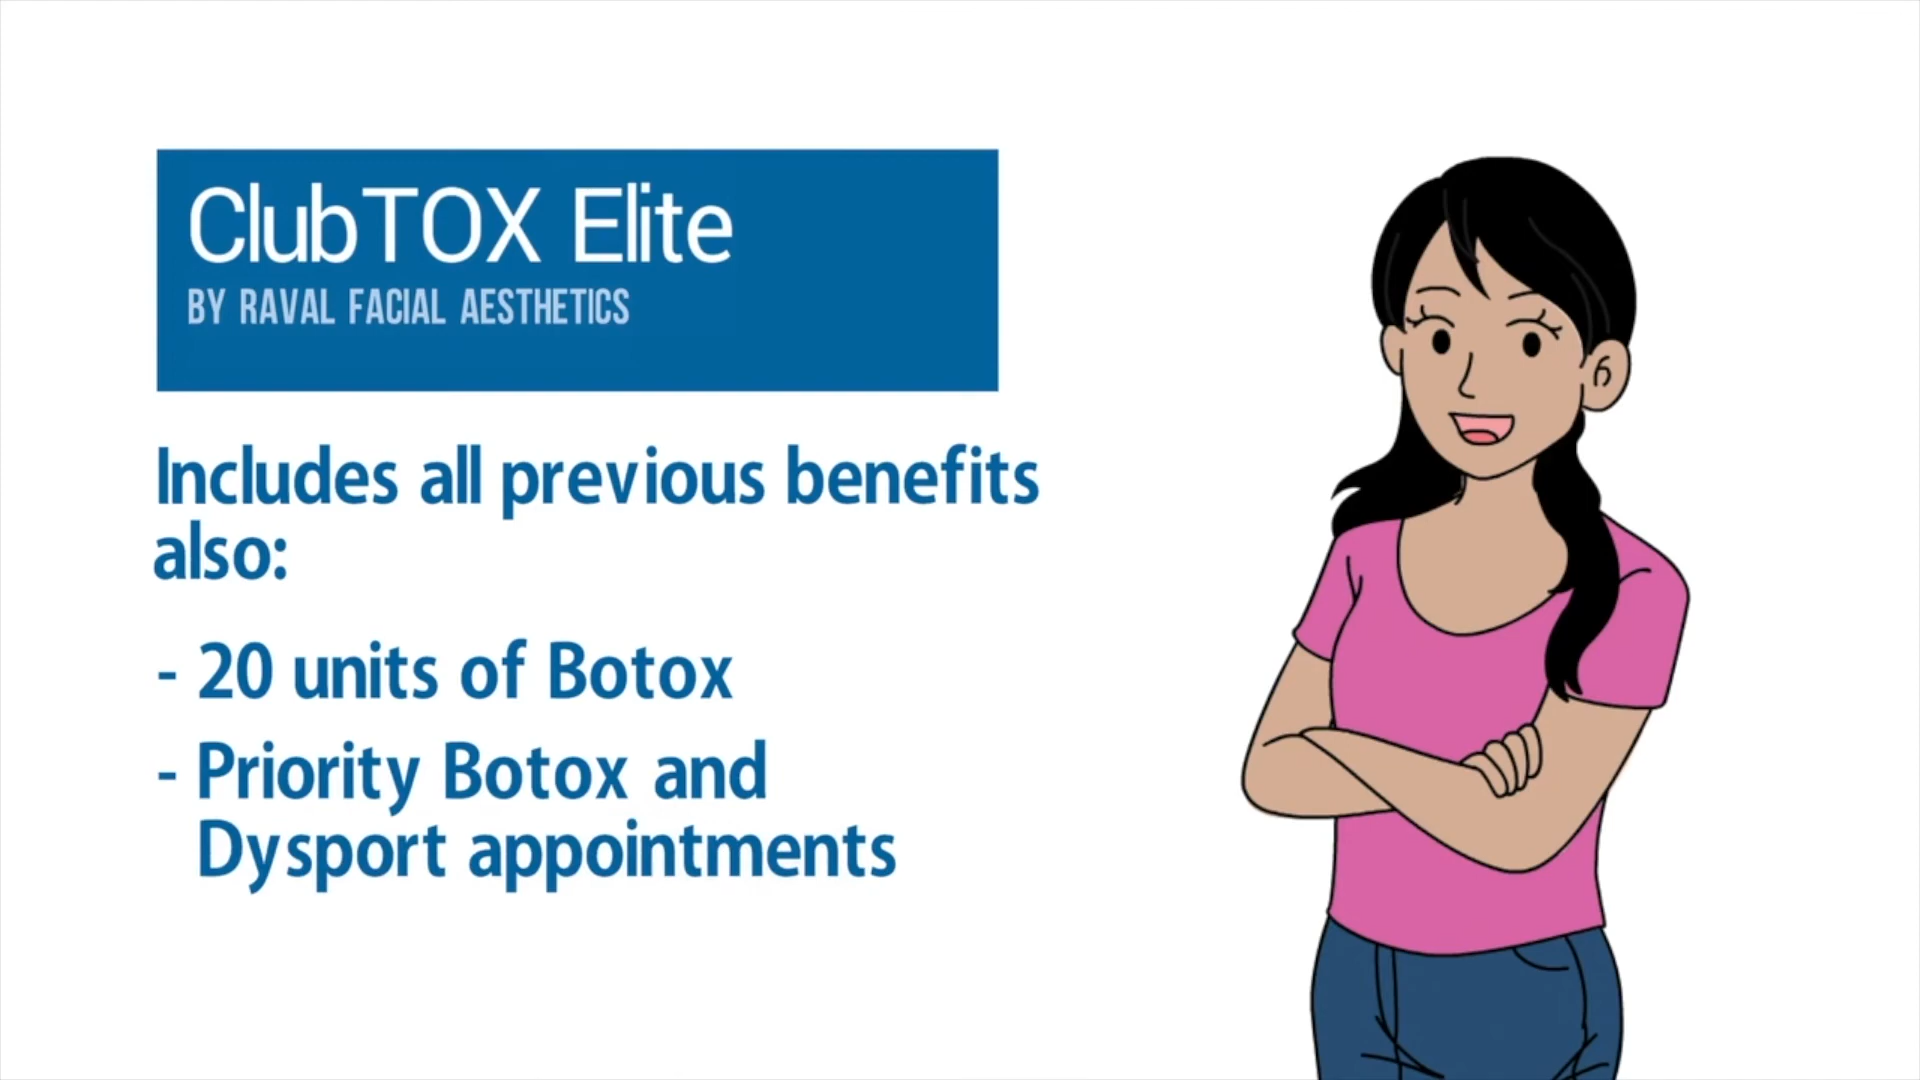 ClubTOX Elite
BY RAVAL FACIAL AESTHETICS
Includes all previous benefits
also:
- 20 units of Botox
- Priority Botox and
Dysport appointments